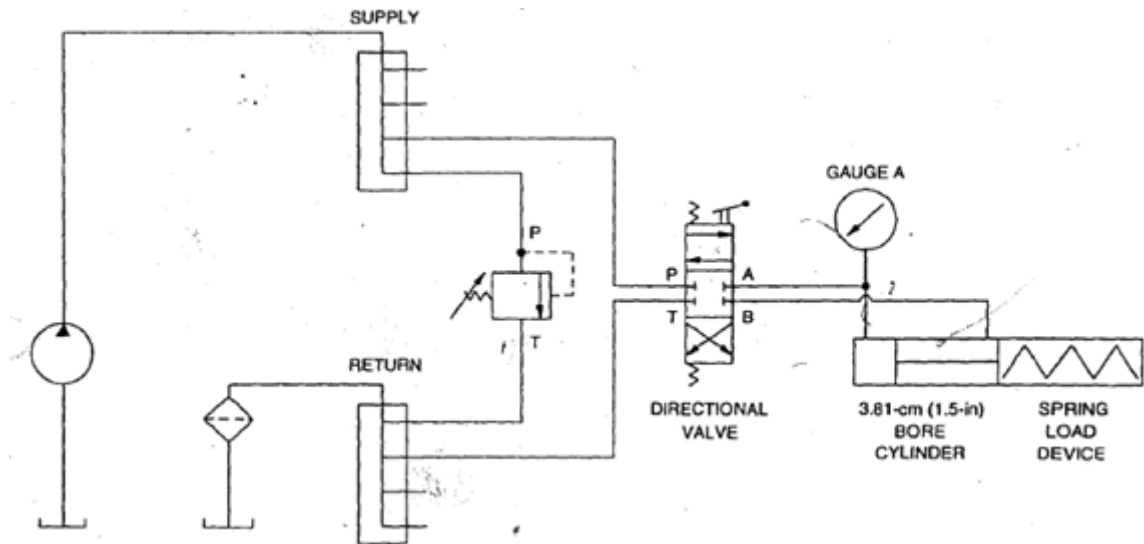 SUPPLY
GAUGE A
P
P
A
T
B
T
RETURN
DIRECTIONAL
VALVE
3.81-cm (1.5-in)
BORE
CYLINDER
SPRING
LOAD
DEVICE